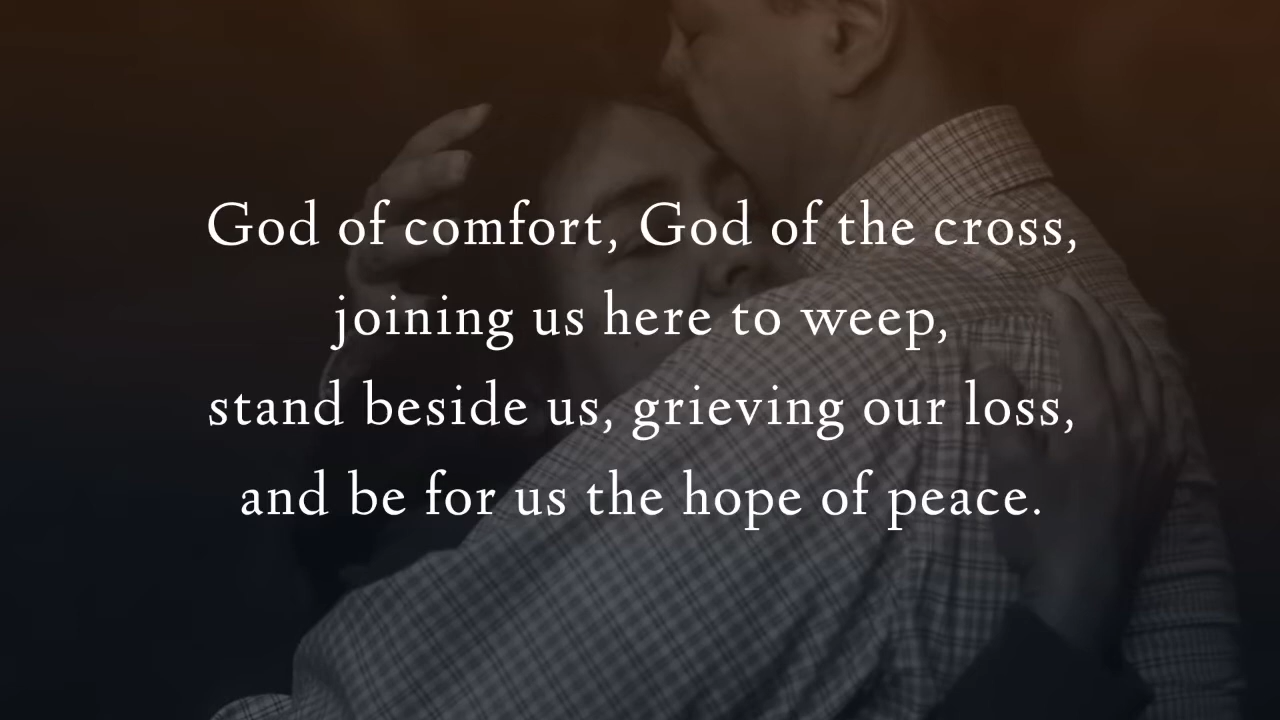 God of comfort, God of the cross,
joining us here to weep,
stand beside us, grieving our loss,
and be for us the hope of peace.